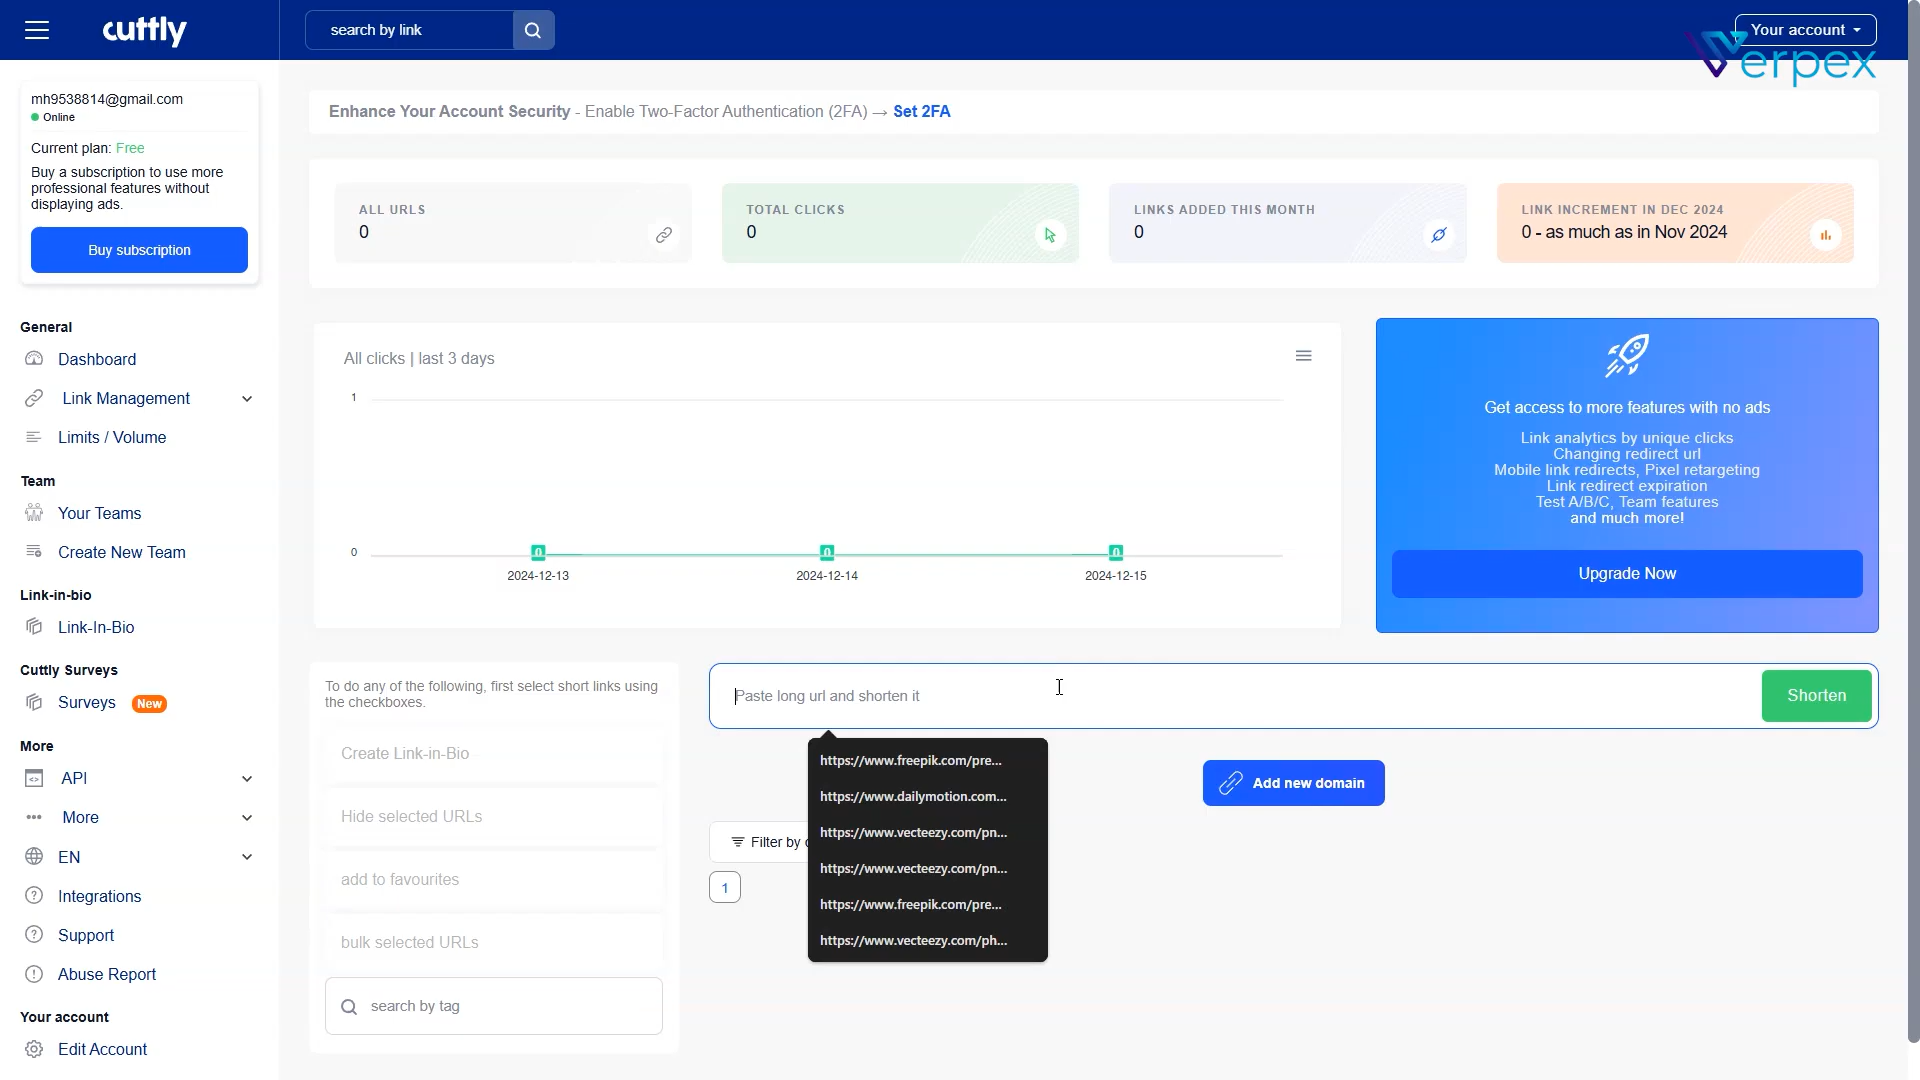 cuttly
search by link
Your account
Verpex
mh9538814@gmail.com
Online
Current plan: Free
Buy a subscription to use more
professional features without
displaying ads.
Buy subscription
General
Dashboard
Link Management
Limits / Volume
Team
Your Teams
Create New Team
Link-in-bio
Link-In-Bio
Cuttly Surveys
Surveys New
More
API
More
EN
Integrations
Support
Abuse Report
Your account
Edit Account
Enhance Your Account Security - Enable Two-Factor Authentication (2FA) → Set 2FA
ALL URLS
0
TOTAL CLICKS
0
LINKS ADDED THIS MONTH
0
LINK INCREMENT IN DEC 2024
0 - as much as in Nov 2024
All clicks | last 3 days
1
0
0 0 0
2024-12-13 2024-12-14 2024-12-15
Get access to more features with no ads
Link analytics by unique clicks
Changing redirect url
Mobile link redirects, Pixel retargeting
Link redirect expiration
Test A/B/C, Team features
and much more!
Upgrade Now
To do any of the following, first select short links using
the checkboxes.
Create Link-in-Bio
Hide selected URLs
add to favourites
bulk selected URLs
search by tag
Paste long url and shorten it
Shorten
https://www.freepik.com/pre...
https://www.dailymotion.com...
https://www.vecteezy.com/pn...
https://www.vecteezy.com/pn...
https://www.freepik.com/pre...
https://www.vecteezy.com/ph...
Add new domain
Filter by
1